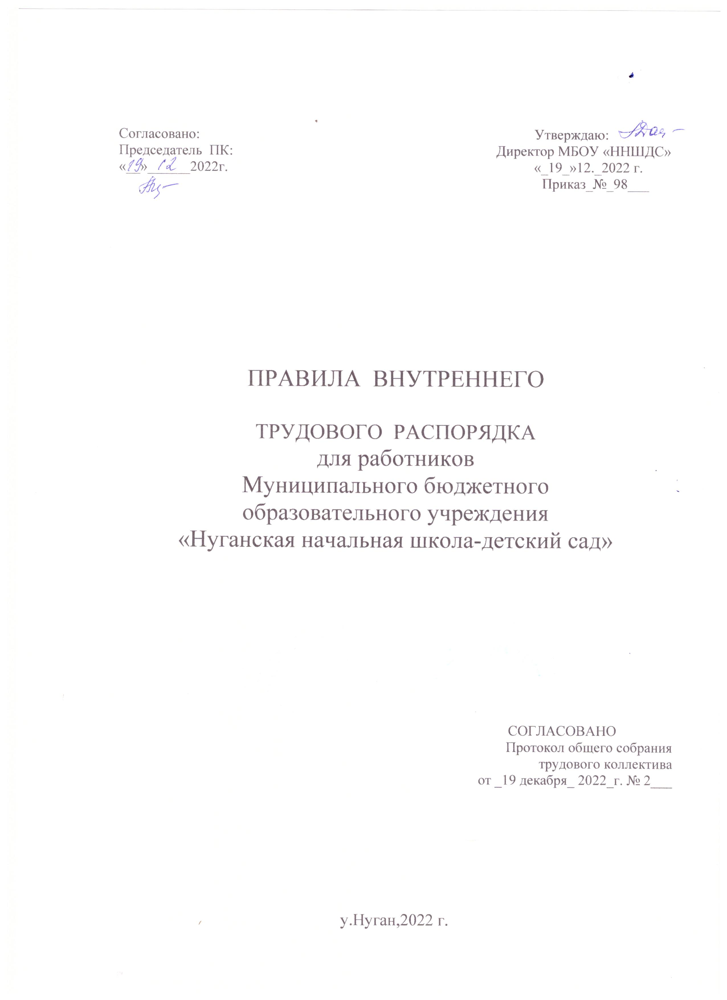 Согласовано:
Председатель ПК:
«19» 12 2022г.
Утверждаю:
Директор МБОУ «ННШДС»
«_19_»12._2022 г.
Приказ_№_98___
ПРАВИЛА ВНУТРЕННЕГО
ТРУДОВОГО РАСПОРЯДКА
для работников
Муниципального бюджетного
образовательного учреждения
«Нуганская начальная школа-детский сад»
СОГЛАСОВАНО
Протокол общего собрания
трудового коллектива
от _19 декабря_ 2022_г. № 2___
у.Нуган,2022 г.